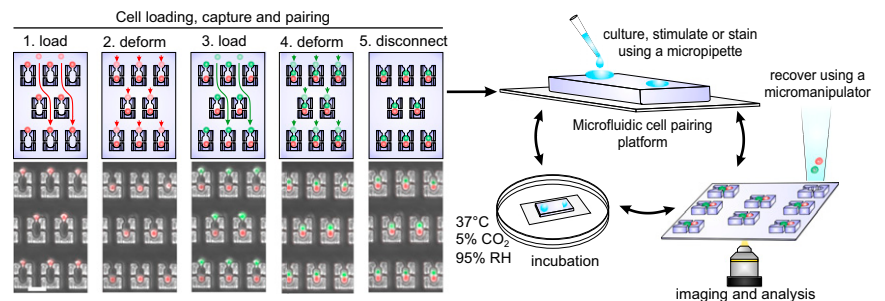 Cell loading, capture and pairing
1. load
2. deform
3. load
4. deform
5. disconnect
culture, stimulate or stain
using a micropipette
recover using a
micromanipulator
Microfluidic cell pairing
platform
37°C
5% CO₂
95% RH
incubation
imaging and analysis